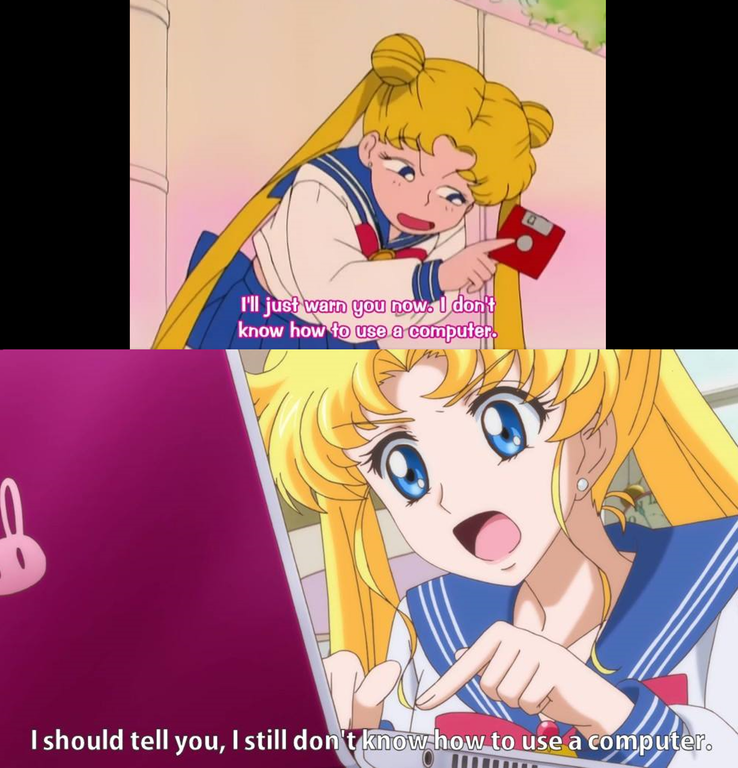 I'll just warn you now. I don't
know how to use a computer.
I should tell you, I still don't know how to use a computer.